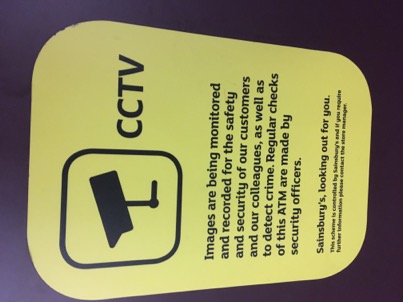 CCTV
Images are being monitored
and recorded for the safety
and security of our customers
and our colleagues, as well as
to detect crime. Regular checks
of this ATM are made by
security officers.
Sainsbury's, looking out for you.
This scheme is controlled by Sainsbury's and if you require
further information please contact the store manager.